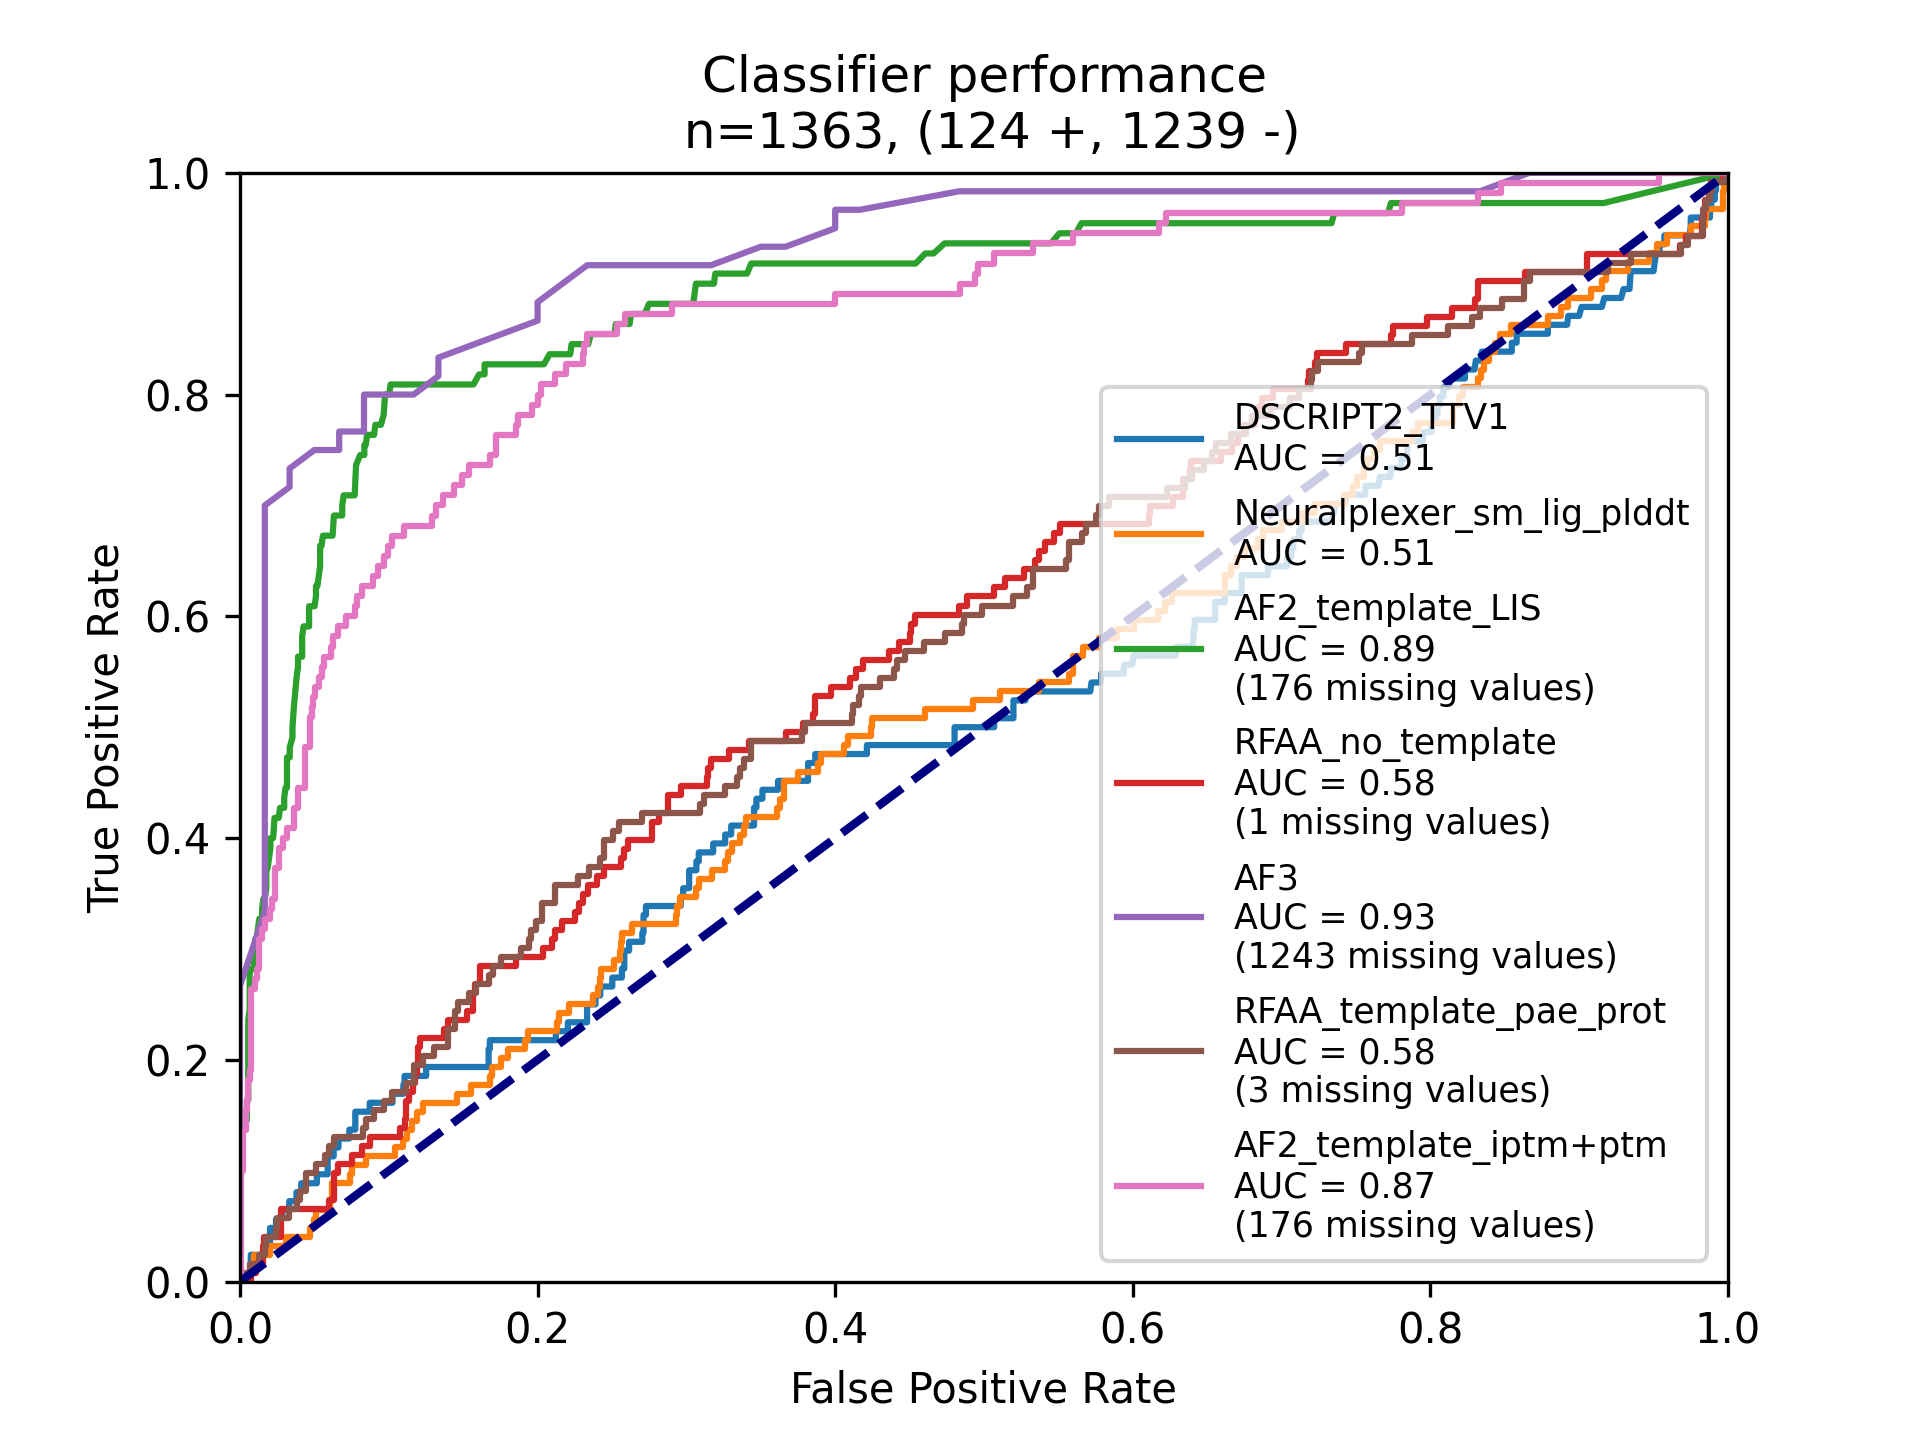 Classifier performance
n=1363, (124 +, 1239 -)
True Positive Rate
1.0
0.8
0.6
0.4
0.2
0.0
DSCRIPT2_TTV1
AUC = 0.51
Neuralplexer_sm_lig_plddt
AUC = 0.51
AF2_template_LIS
AUC = 0.89
(176 missing values)
RFAA_no_template
AUC = 0.58
(1 missing values)
AF3
AUC = 0.93
(1243 missing values)
RFAA_template_pae_prot
AUC = 0.58
(3 missing values)
AF2_template_iptm+ptm
AUC = 0.87
(176 missing values)
0.0 0.2 0.4 0.6 0.8 1.0
False Positive Rate